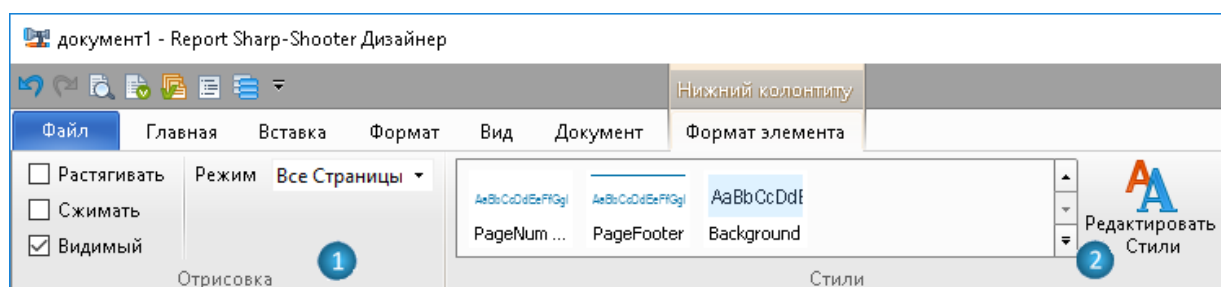 документ1 - Report Sharp-Shooter Дизайнер
Нижний колонтиту
Файл Главная Вставка Формат Вид Документ Формат элемента
Растягивать Режим Все Страницы
Сжимать
Видимый
AaBbCcDdEeFfGgI AaBbCcDdEeFfGgI AaBbCcDdE
PageNum ... PageFooter Background
Редактировать
Стили
1
2
Отрисовка Стили